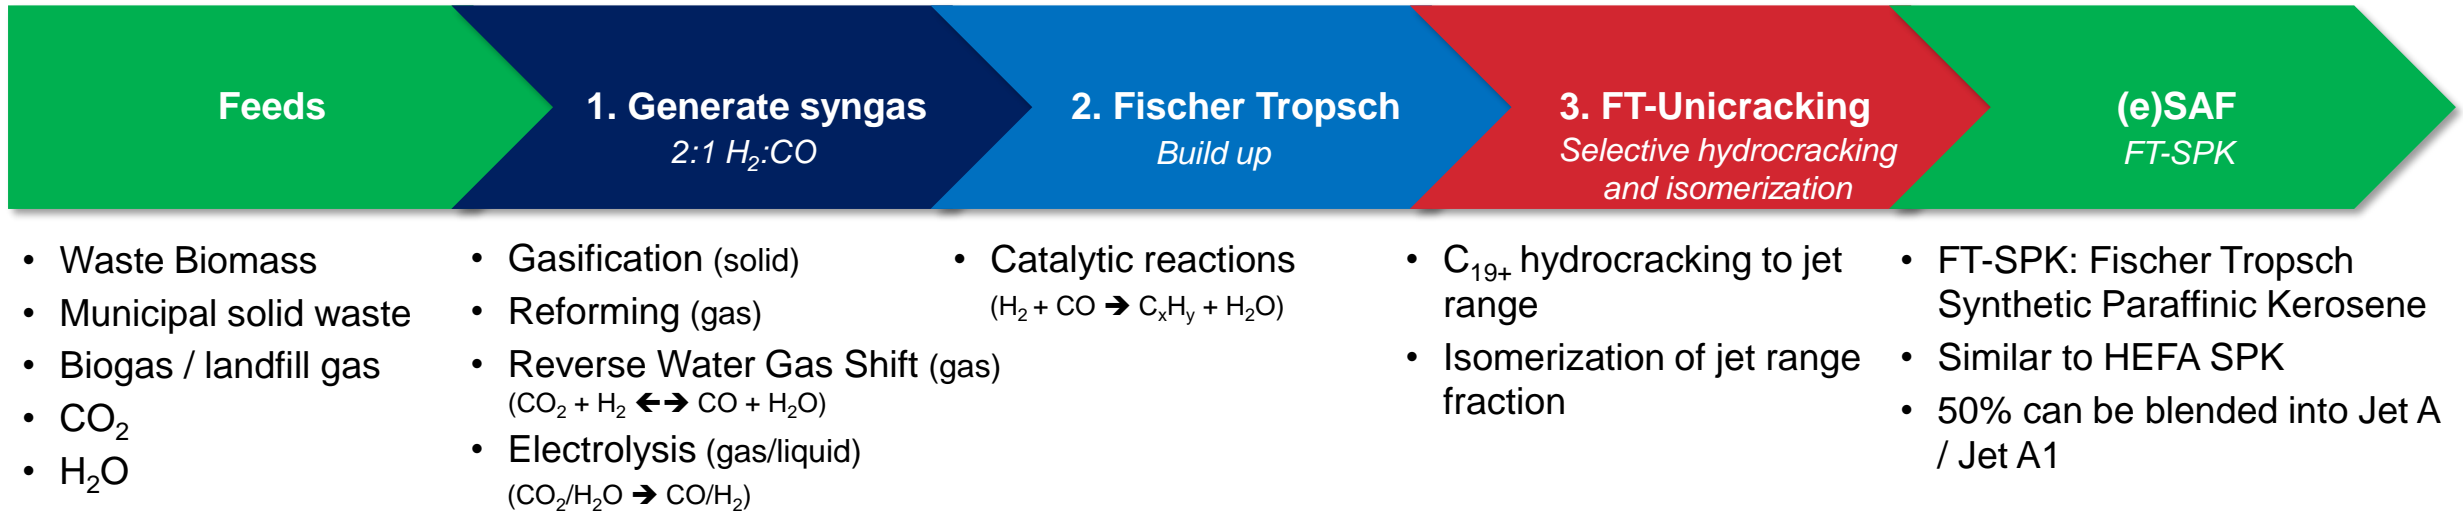 Feeds
1. Generate syngas
2:1 H₂:CO
2. Fischer Tropsch
Build up
3. FT-Unicracking
Selective hydrocracking
and isomerization
(e)SAF
FT-SPK
• Waste Biomass
• Municipal solid waste
• Biogas / landfill gas
• CO₂
• H₂O
• Gasification (solid)
• Reforming (gas)
• Reverse Water Gas Shift (gas)
(CO₂ + H₂ 🡸🡺 CO + H₂O)
• Electrolysis (gas/liquid)
(CO₂/H₂O ➔ CO/H₂)
• Catalytic reactions
(H₂ + CO ➔ CₓHᵧ + H₂O)
• C₁₉₊ hydrocracking to jet
range
• Isomerization of jet range
fraction
• FT-SPK: Fischer Tropsch
Synthetic Paraffinic Kerosene
• Similar to HEFA SPK
• 50% can be blended into Jet A
/ Jet A1